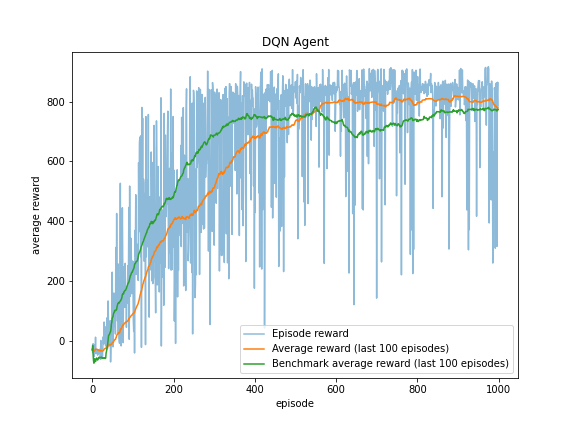 DQN Agent
average reward
800
600
400
200
0
0 200 400 600 800 1000
episode
Episode reward
Average reward (last 100 episodes)
Benchmark average reward (last 100 episodes)